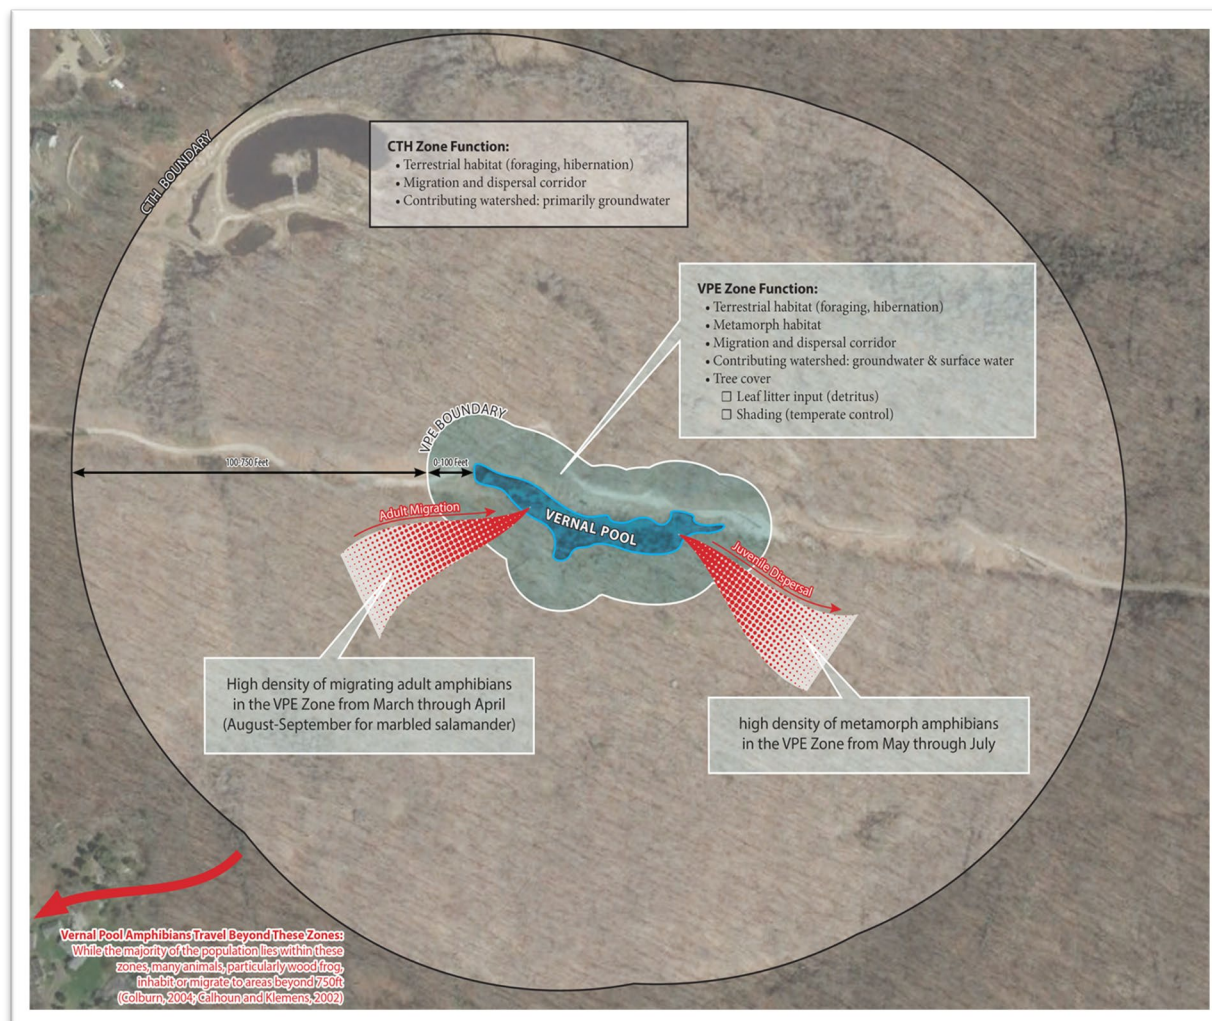 CTH BOUNDARY
CTH Zone Function:
• Terrestrial habitat (foraging, hibernation)
• Migration and dispersal corridor
• Contributing watershed: primarily groundwater
VPE Zone Function:
• Terrestrial habitat (foraging, hibernation)
• Metamorph habitat
• Migration and dispersal corridor
• Contributing watershed: groundwater & surface water
• Tree cover
❒ Leaf litter input (detritus)
❒ Shading (temperate control)
VPE BOUNDARY
100-750 Feet
0-100 Feet
Adult Migration
VERNAL POOL
Juvenile Dispersal
High density of migrating adult amphibians
in the VPE Zone from March through April
(August-September for marbled salamander)
high density of metamorph amphibians
in the VPE Zone from May through July
Vernal Pool Amphibians Travel Beyond These Zones:
While the majority of the population lies within these
zones, many animals, particularly wood frog,
inhabit or migrate to areas beyond 750ft
(Colburn, 2004; Calhoun and Klemens, 2002)